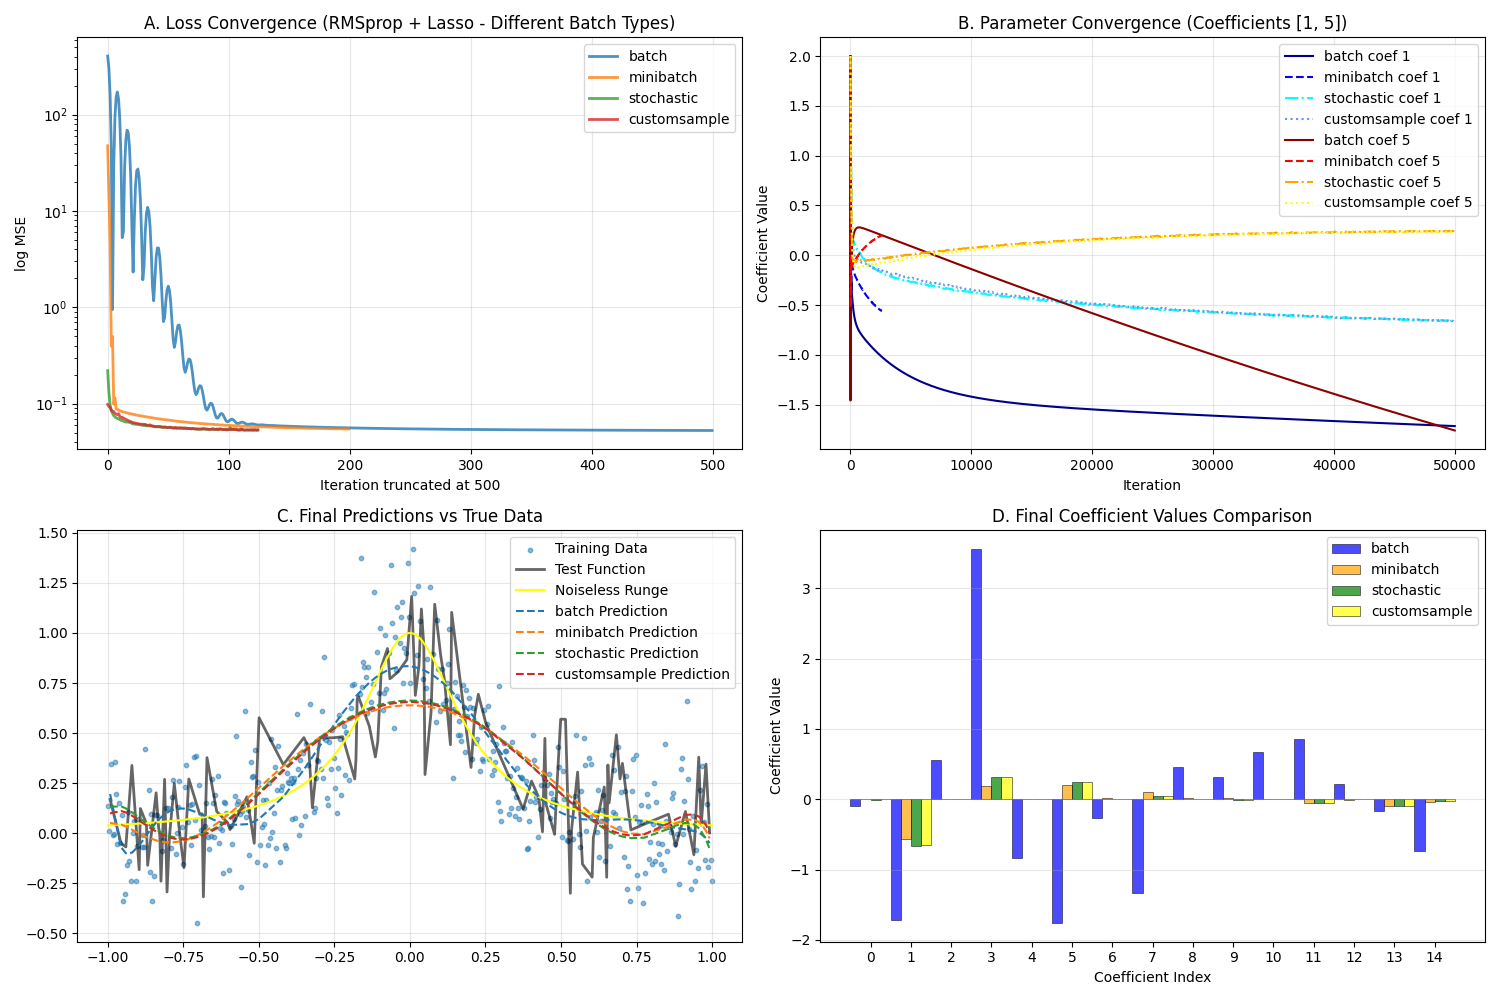 A. Loss Convergence (RMSprop + Lasso - Different Batch Types)
log MSE
10²
10¹
10⁰
10⁻¹
batch
minibatch
stochastic
customsample
0 100 200 300 400 500
Iteration truncated at 500
B. Parameter Convergence (Coefficients [1, 5])
Coefficient Value
2.0
1.5
1.0
0.5
0.0
−0.5
−1.0
−1.5
batch coef 1
minibatch coef 1
stochastic coef 1
customsample coef 1
batch coef 5
minibatch coef 5
stochastic coef 5
customsample coef 5
0 10000 20000 30000 40000 50000
Iteration
C. Final Predictions vs True Data
1.50
1.25
1.00
0.75
0.50
0.25
0.00
−0.25
−0.50
Training Data
Test Function
Noiseless Runge
batch Prediction
minibatch Prediction
stochastic Prediction
customsample Prediction
−1.00 −0.75 −0.50 −0.25 0.00 0.25 0.50 0.75 1.00
D. Final Coefficient Values Comparison
Coefficient Value
3
2
1
0
−1
−2
batch
minibatch
stochastic
customsample
0 1 2 3 4 5 6 7 8 9 10 11 12 13 14
Coefficient Index